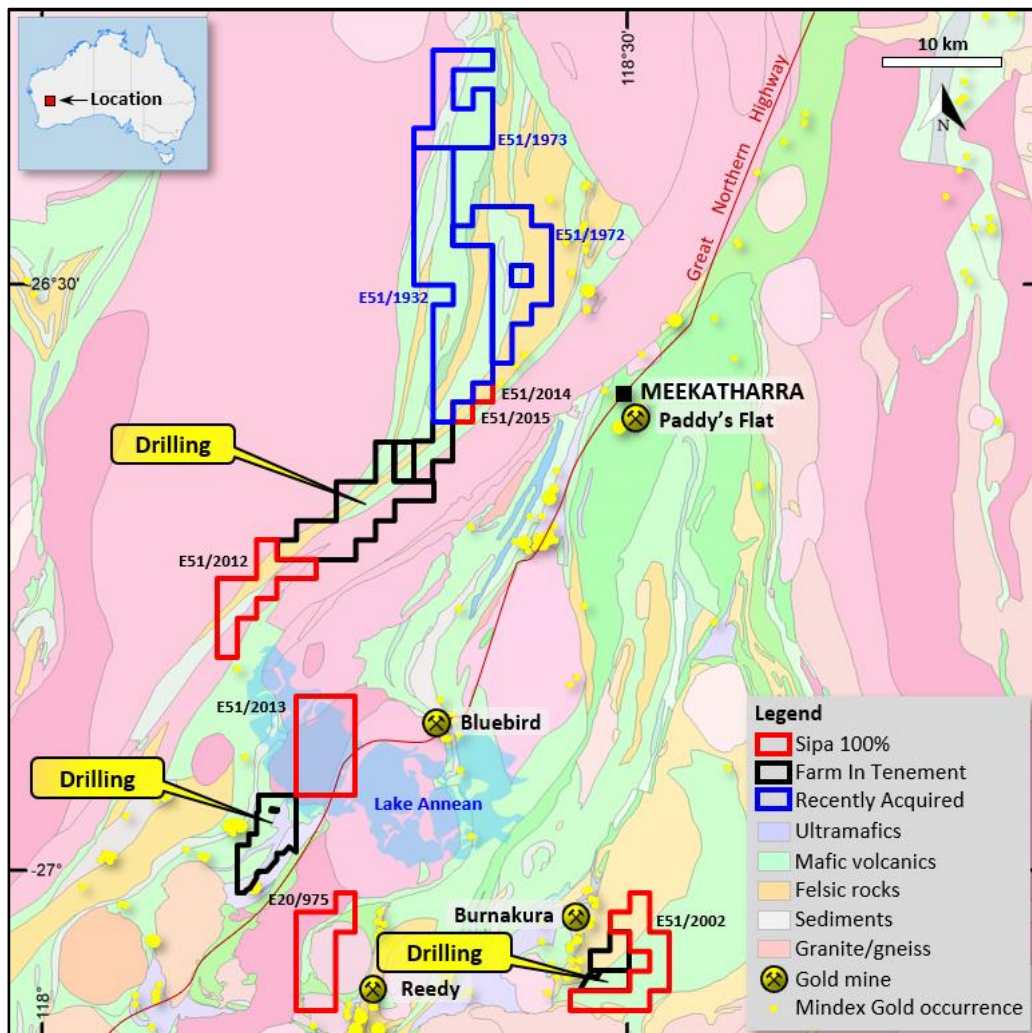 Location
118°30'
10 km
N
Great Northern Highway
E51/1973
E51/1972
-26°30'
E51/1932
MEEKATHARRA
E51/2014
Paddy's Flat
E51/2015
Drilling
E51/2012
E51/2013
Bluebird
Drilling
Lake Annean
-27°
E20/975
Burnakura
E51/2002
Drilling
Reedy
118°
Legend
Sipa 100%
Farm In Tenement
Recently Acquired
Ultramafics
Mafic volcanics
Felsic rocks
Sediments
Granite/gneiss
Gold mine
Mindex Gold occurrence